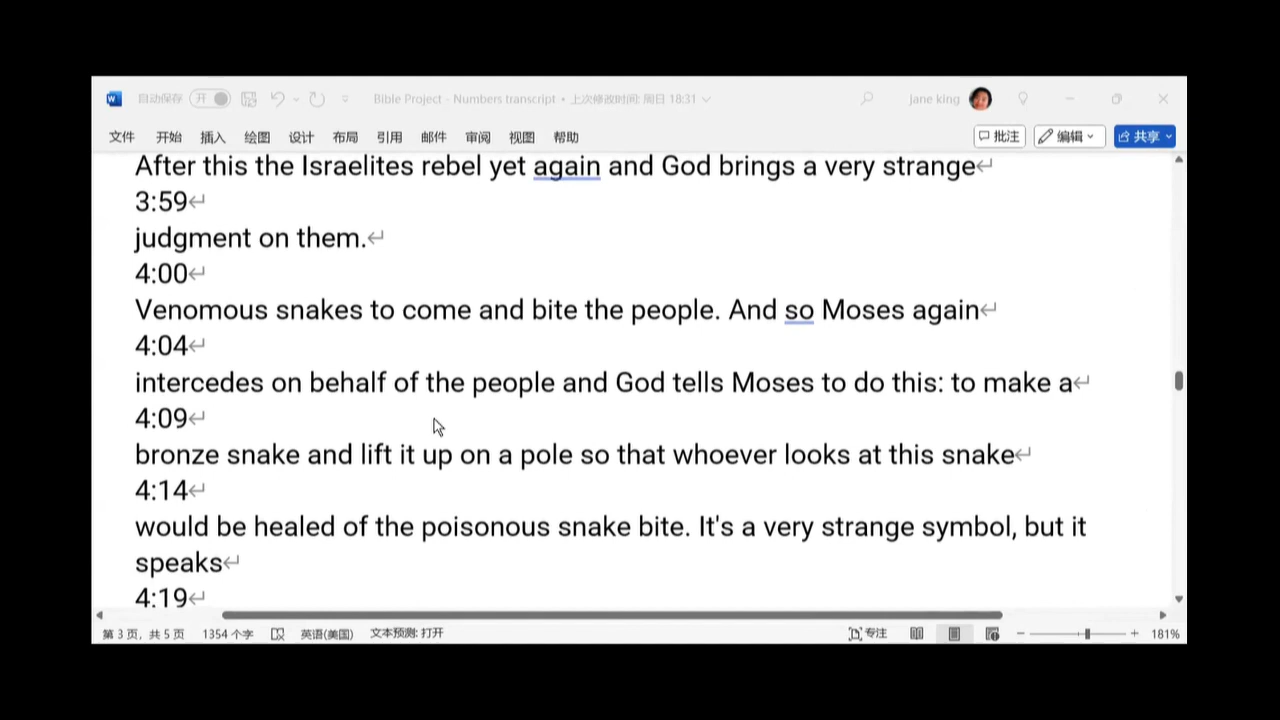 自动保存 开 Bible Project - Numbers transcript • 上次修改时间: 周日 18:31 Jane king
文件 开始 插入 绘图 设计 布局 引用 邮件 审阅 视图 帮助 批注 编辑 共享
After this the Israelites rebel yet again and God brings a very strange↵
3:59↵
judgment on them.↵
4:00↵
Venomous snakes to come and bite the people. And so Moses again↵
4:04↵
intercedes on behalf of the people and God tells Moses to do this: to make a↵
4:09↵
bronze snake and lift it up on a pole so that whoever looks at this snake↵
4:14↵
would be healed of the poisonous snake bite. It's a very strange symbol, but it
speaks↵
4:19↵
第 3 页，共 5 页 1354 个字 英语(美国) 文本预测: 打开 专注 − + 181%